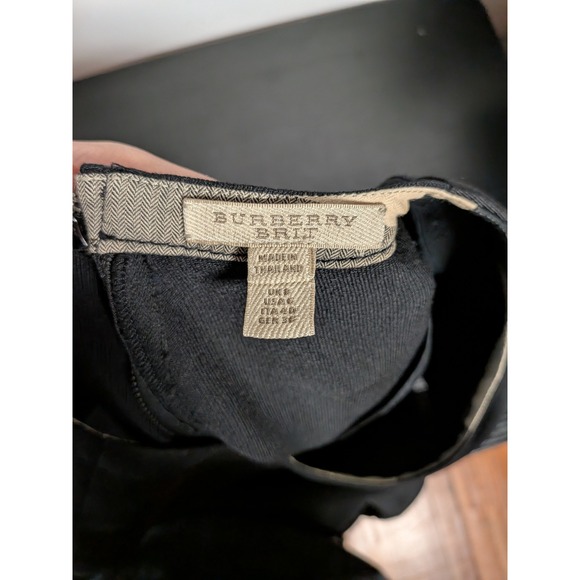 BURBERRY
BRIT
MADE IN
THAILAND
UK 8
USA 6
ITA 40
GER 36